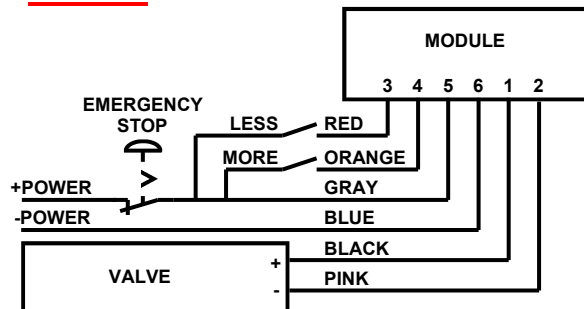 MODULE
3 4 5 6 1 2
EMERGENCY
STOP
LESS RED
MORE ORANGE
+POWER GRAY
-POWER BLUE
BLACK
+
VALVE
PINK
-